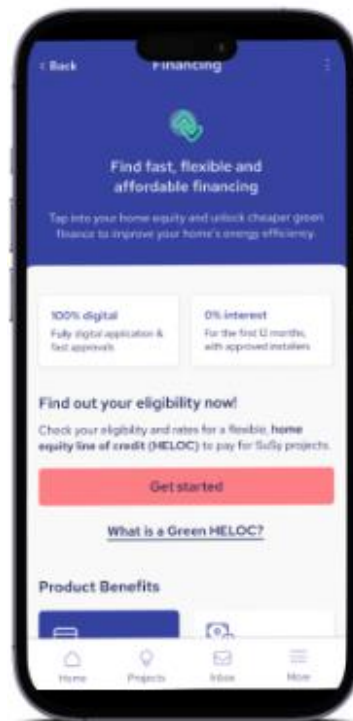 < Back
Financing
Find fast, flexible and
affordable financing
Tap into your home equity and unlock cheaper green
finance to improve your home's energy efficiency.
100% digital
Fully digital application &
fast approvals
0% interest
For the first 12 months,
with approved installers
Find out your eligibility now!
Check your eligibility and rates for a flexible, home
equity line of credit (HELOC) to pay for SuSy projects.
Get started
What is a Green HELOC?
Product Benefits
Home
Projects
Inbox
More